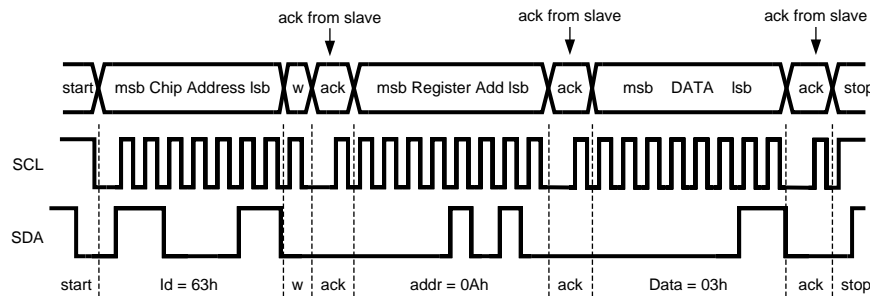 ack from slave ack from slave ack from slave
start msb Chip Address lsb w ack msb Register Add lsb ack msb DATA lsb ack stop
SCL
SDA
start Id = 63h w ack addr = 0Ah ack Data = 03h ack stop